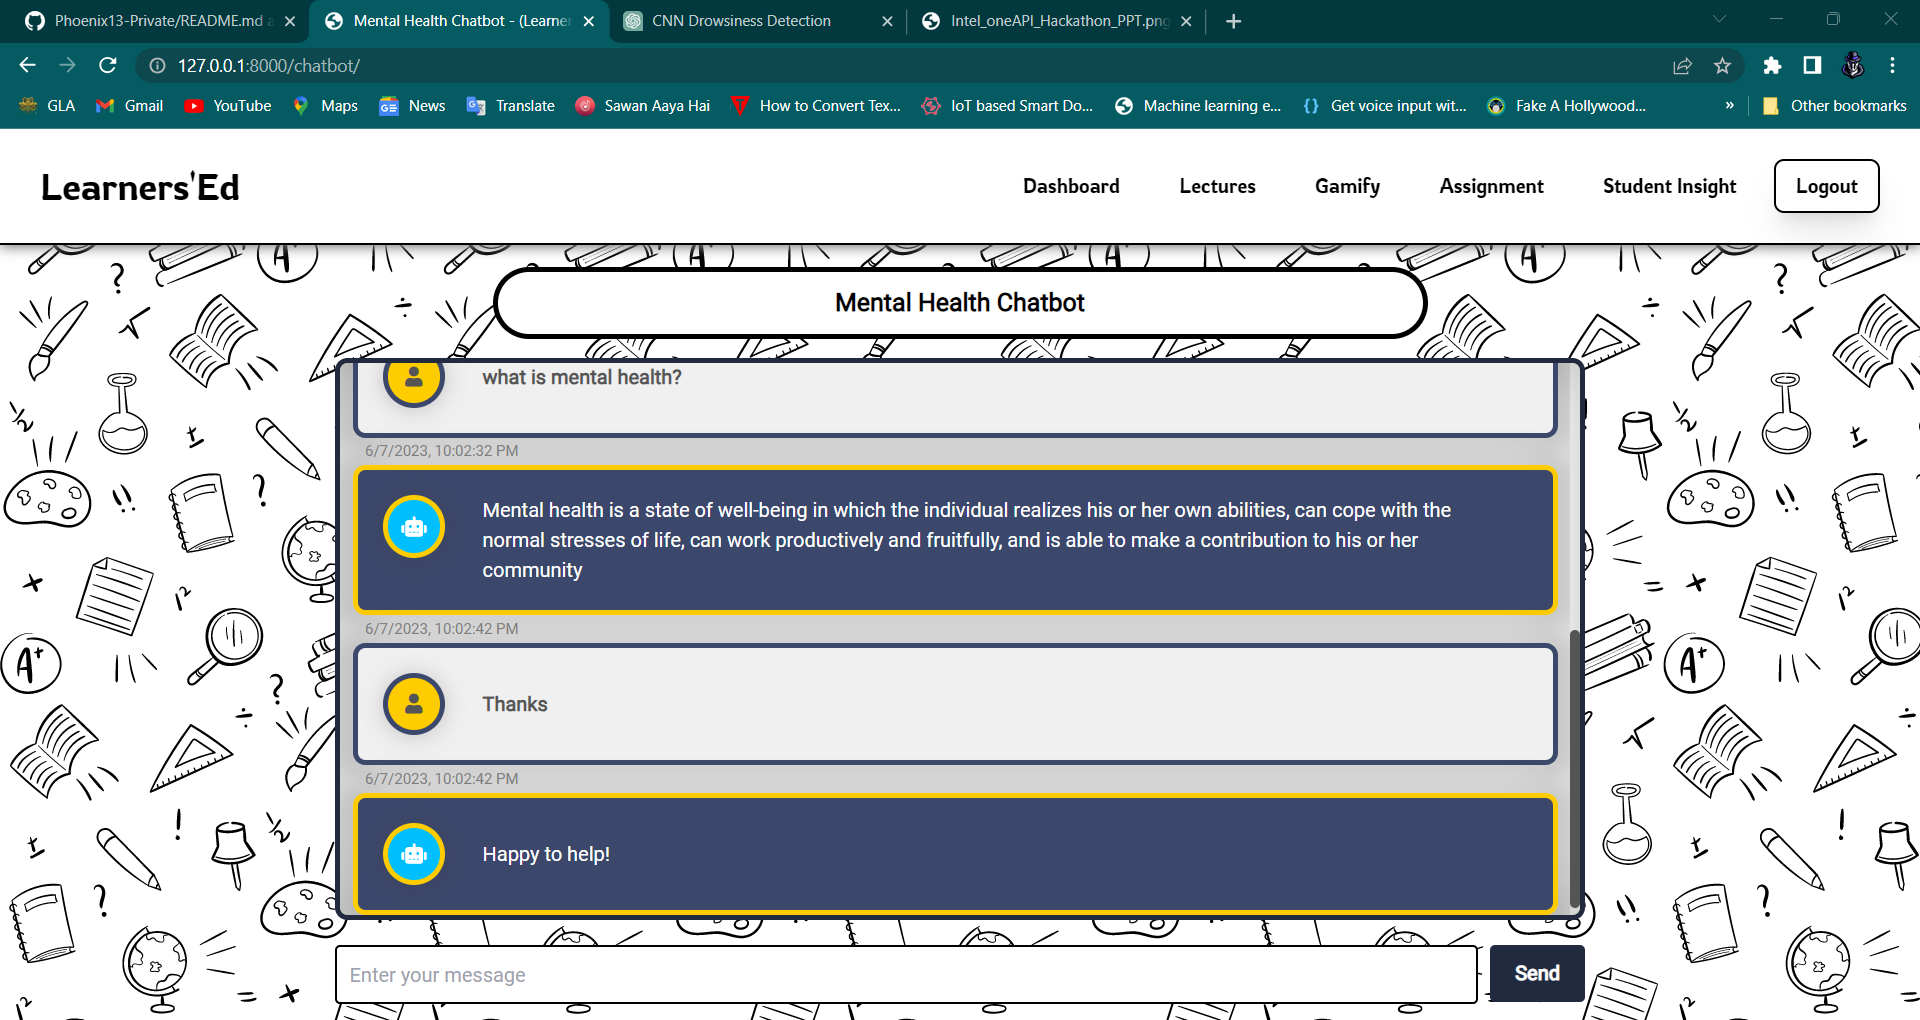 Phoenix13-Private/README.md a
Mental Health Chatbot - (Learner
CNN Drowsiness Detection
Intel_oneAPI_Hackathon_PPT.png
127.0.0.1:8000/chatbot/
GLA
Gmail
YouTube
Maps
News
Translate
Sawan Aaya Hai
How to Convert Tex...
IoT based Smart Do...
Machine learning e...
Get voice input wit...
Fake A Hollywood...
»
Other bookmarks
Learners'Ed
Dashboard
Lectures
Gamify
Assignment
Student Insight
Logout
Mental Health Chatbot
what is mental health?
6/7/2023, 10:02:32 PM
Mental health is a state of well-being in which the individual realizes his or her own abilities, can cope with the
normal stresses of life, can work productively and fruitfully, and is able to make a contribution to his or her
community
6/7/2023, 10:02:42 PM
Thanks
6/7/2023, 10:02:42 PM
Happy to help!
Enter your message
Send